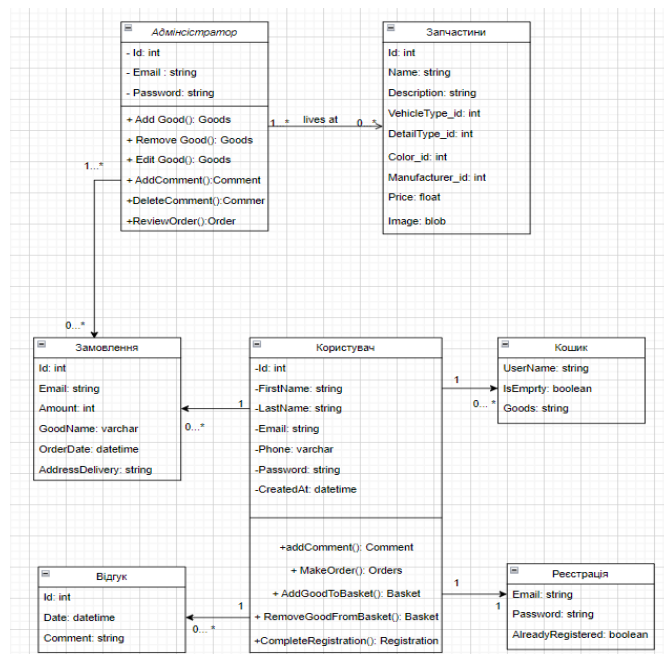 Адмінсістратор
- Id: int
- Email : string
- Password: string
+ Add Good(): Goods
+ Remove Good(): Goods
+ Edit Good(): Goods
+ AddComment():Comment
+DeleteComment():Commer
+ReviewOrder():Order
1...*
lives at
0...*
Запчастини
Id: int
Name: string
Description: string
VehicleType_id: int
DetailType_id: int
Color_id: int
Manufacturer_id: int
Price: float
Image: blob
1...*
0...*
Замовлення
Id: int
Email: string
Amount: int
GoodName: varchar
OrderDate: datetime
AddressDelivery: string
1
0...*
Користувач
-Id: int
-FirstName: string
-LastName: string
-Email: string
-Phone: varchar
-Password: string
-CreatedAt: datetime
+addComment(): Comment
+ MakeOrder(): Orders
+ AddGoodToBasket(): Basket
+ RemoveGoodFromBasket(): Basket
+CompleteRegistration(): Registration
1
0...*
Кошик
UserName: string
IsEmprty: boolean
Goods: string
Відгук
Id: int
Date: datetime
Comment: string
1
0...*
1
1
Реєстрація
Email: string
Password: string
AlreadyRegistered: boolean